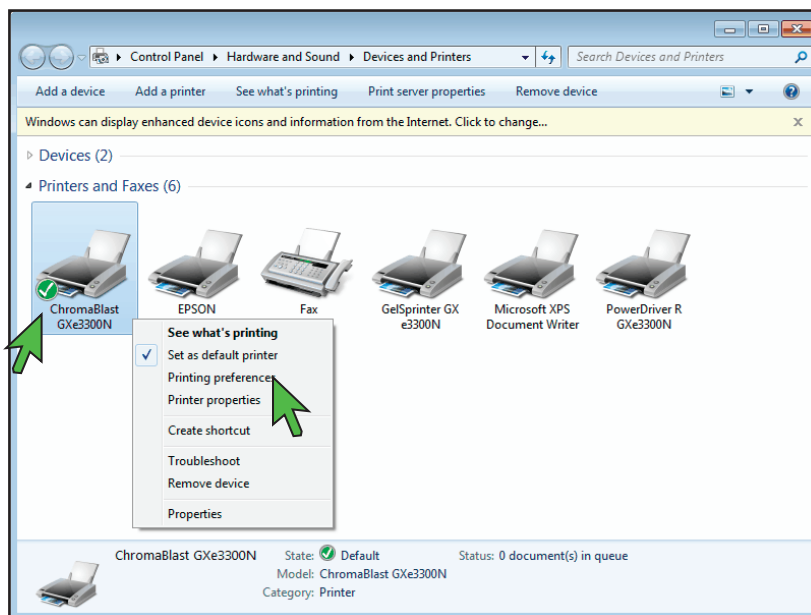 Control Panel Hardware and Sound Devices and Printers Search Devices and Printers
Add a device Add a printer See what's printing Print server properties Remove device
Windows can display enhanced device icons and information from the Internet. Click to change...
Devices (2)
Printers and Faxes (6)
ChromaBlast GXe3300N
EPSON
Fax
GelSprinter GX e3300N
Microsoft XPS Document Writer
PowerDriver R GXe3300N
See what's printing
Set as default printer
Printing preferences
Printer properties
Create shortcut
Troubleshoot
Remove device
Properties
ChromaBlast GXe3300N State: Default Status: 0 document(s) in queue
Model: ChromaBlast GXe3300N
Category: Printer